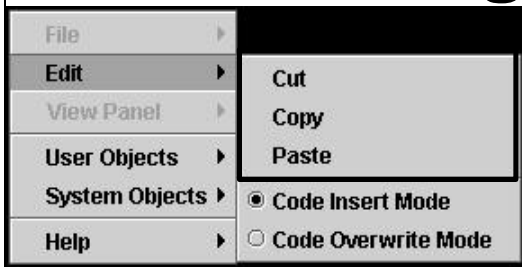 File
Edit
View Panel
User Objects
System Objects
Help
Cut
Copy
Paste
Code Insert Mode
Code Overwrite Mode